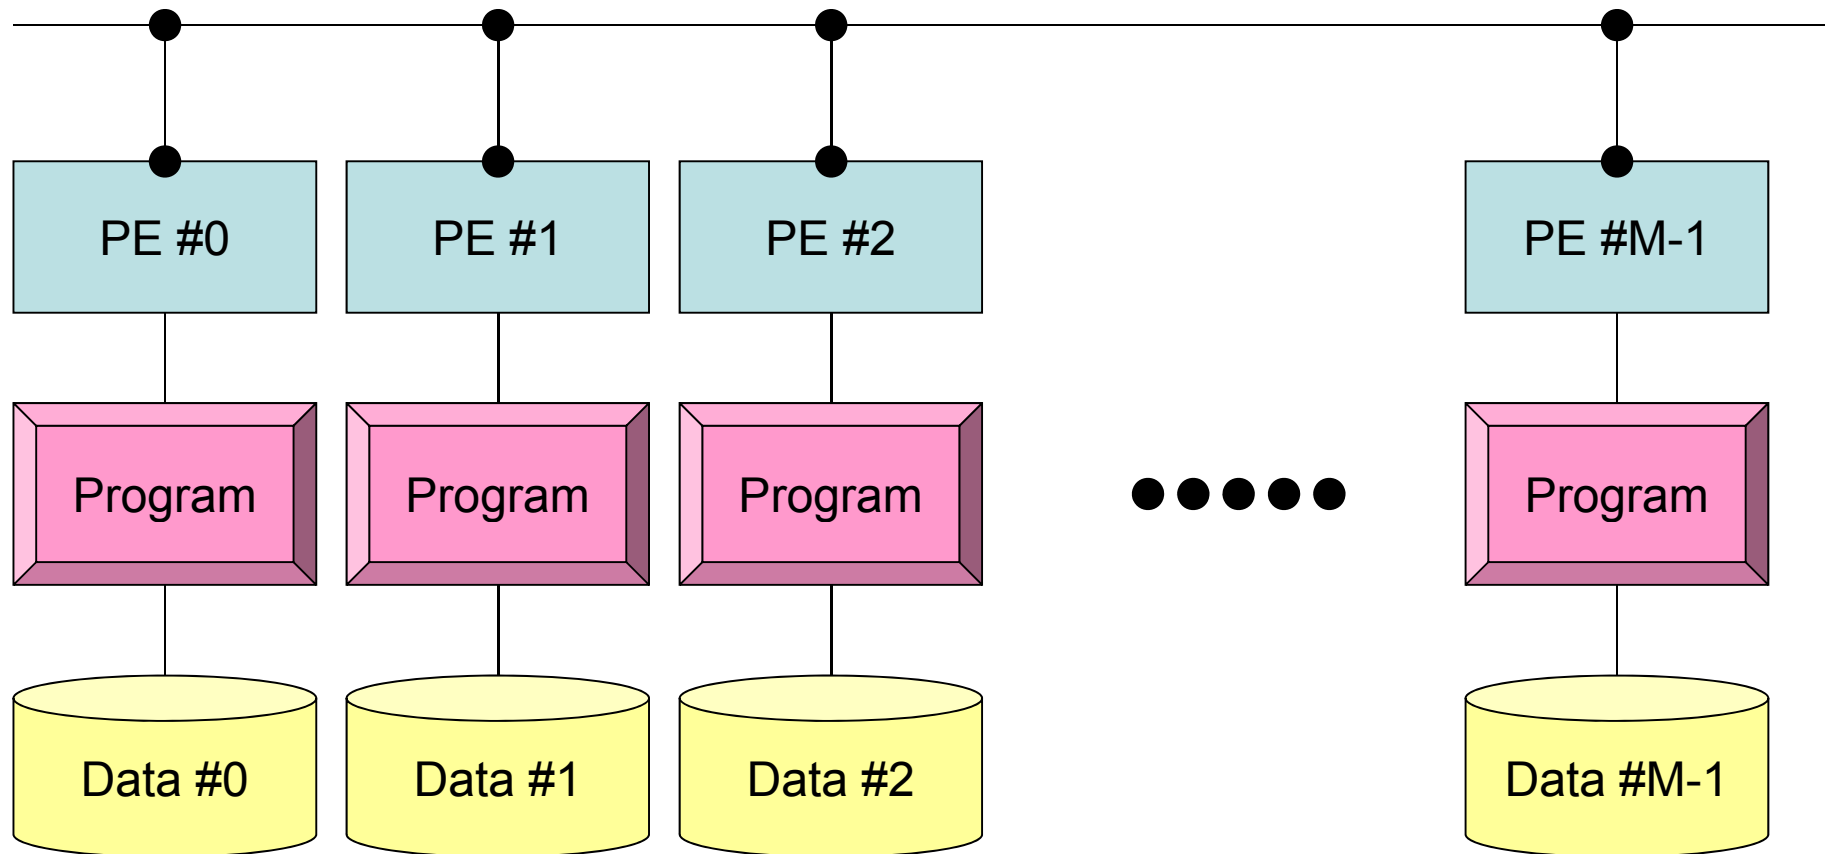 PE #0
PE #1
PE #2
PE #M-1
Program
Program
Program
Program
Data #0
Data #1
Data #2
Data #M-1